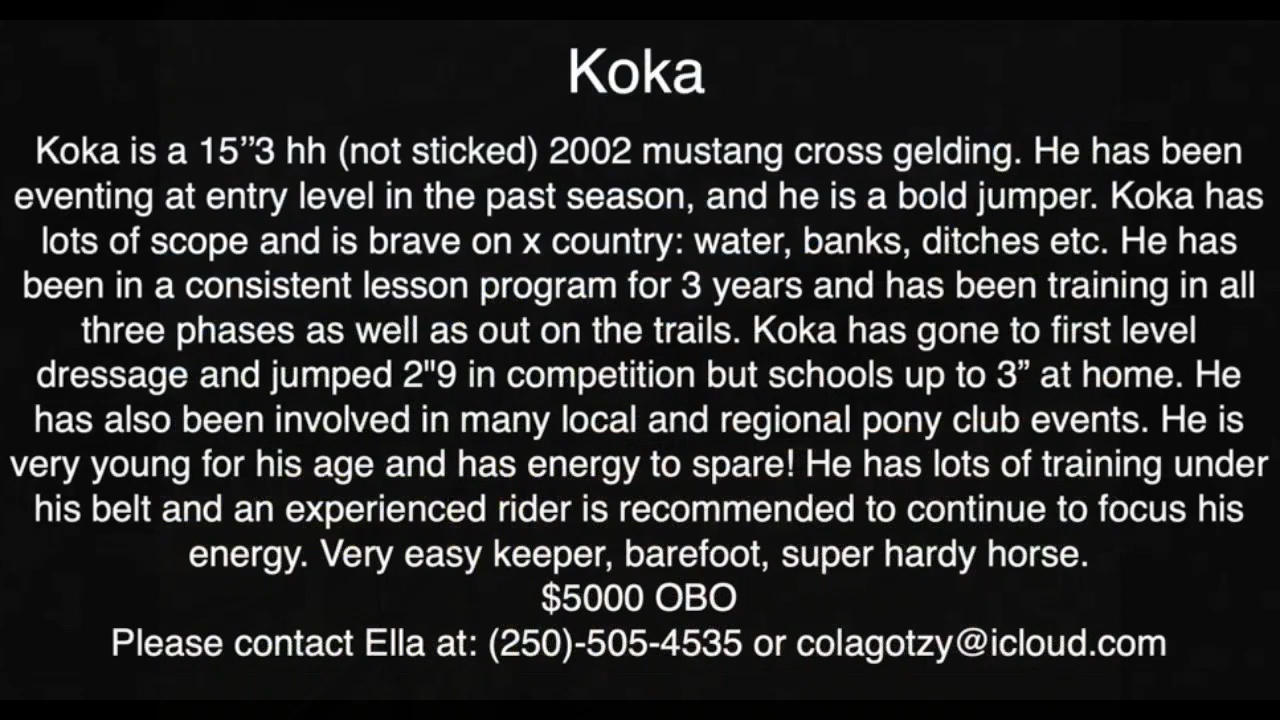 Koka
Koka is a 15’’3 hh (not sticked) 2002 mustang cross gelding. He has been
eventing at entry level in the past season, and he is a bold jumper. Koka has
lots of scope and is brave on x country: water, banks, ditches etc. He has
been in a consistent lesson program for 3 years and has been training in all
three phases as well as out on the trails. Koka has gone to first level
dressage and jumped 2"9 in competition but schools up to 3” at home. He
has also been involved in many local and regional pony club events. He is
very young for his age and has energy to spare! He has lots of training under
his belt and an experienced rider is recommended to continue to focus his
energy. Very easy keeper, barefoot, super hardy horse.
$5000 OBO
Please contact Ella at: (250)-505-4535 or colagotzy@icloud.com